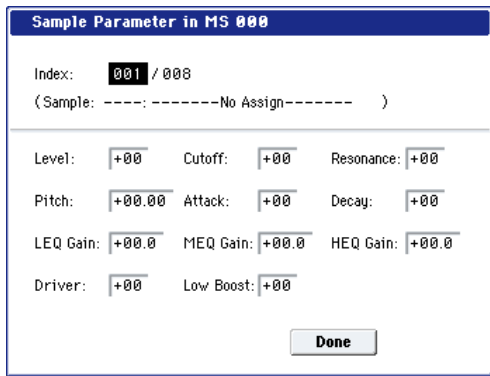 Sample Parameter in MS 000
Index: 001 / 008
(Sample: ----: -------No Assign------- )
Level: +00 Cutoff: +00 Resonance: +00
Pitch: +00.00 Attack: +00 Decay: +00
LEQ Gain: +00.0 MEQ Gain: +00.0 HEQ Gain: +00.0
Driver: +00 Low Boost: +00
Done